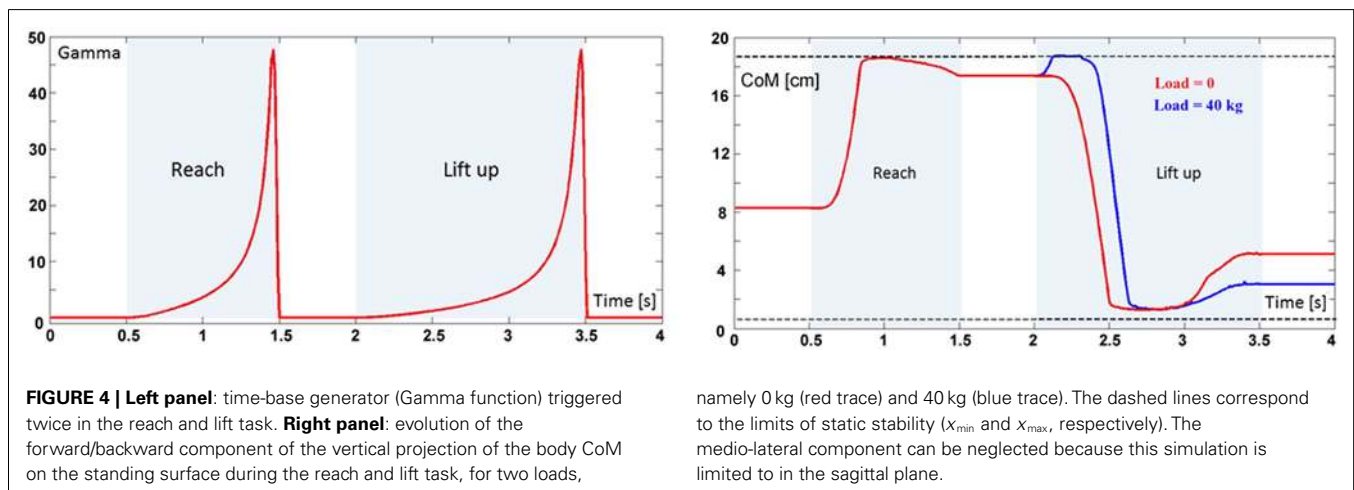 50
Gamma
40
30
20
10
0
Reach
Lift up
Time [s]
0 0.5 1 1.5 2 2.5 3 3.5 4
20
CoM [cm]
16
12
8
4
0
Load = 0
Load = 40 kg
Reach
Lift up
Time [s]
0 0.5 1 1.5 2 2.5 3 3.5 4
FIGURE 4 | Left panel: time-base generator (Gamma function) triggered
twice in the reach and lift task. Right panel: evolution of the
forward/backward component of the vertical projection of the body CoM
on the standing surface during the reach and lift task, for two loads,
namely 0 kg (red trace) and 40 kg (blue trace). The dashed lines correspond
to the limits of static stability (xmin and xmax, respectively). The
medio-lateral component can be neglected because this simulation is
limited to in the sagittal plane.